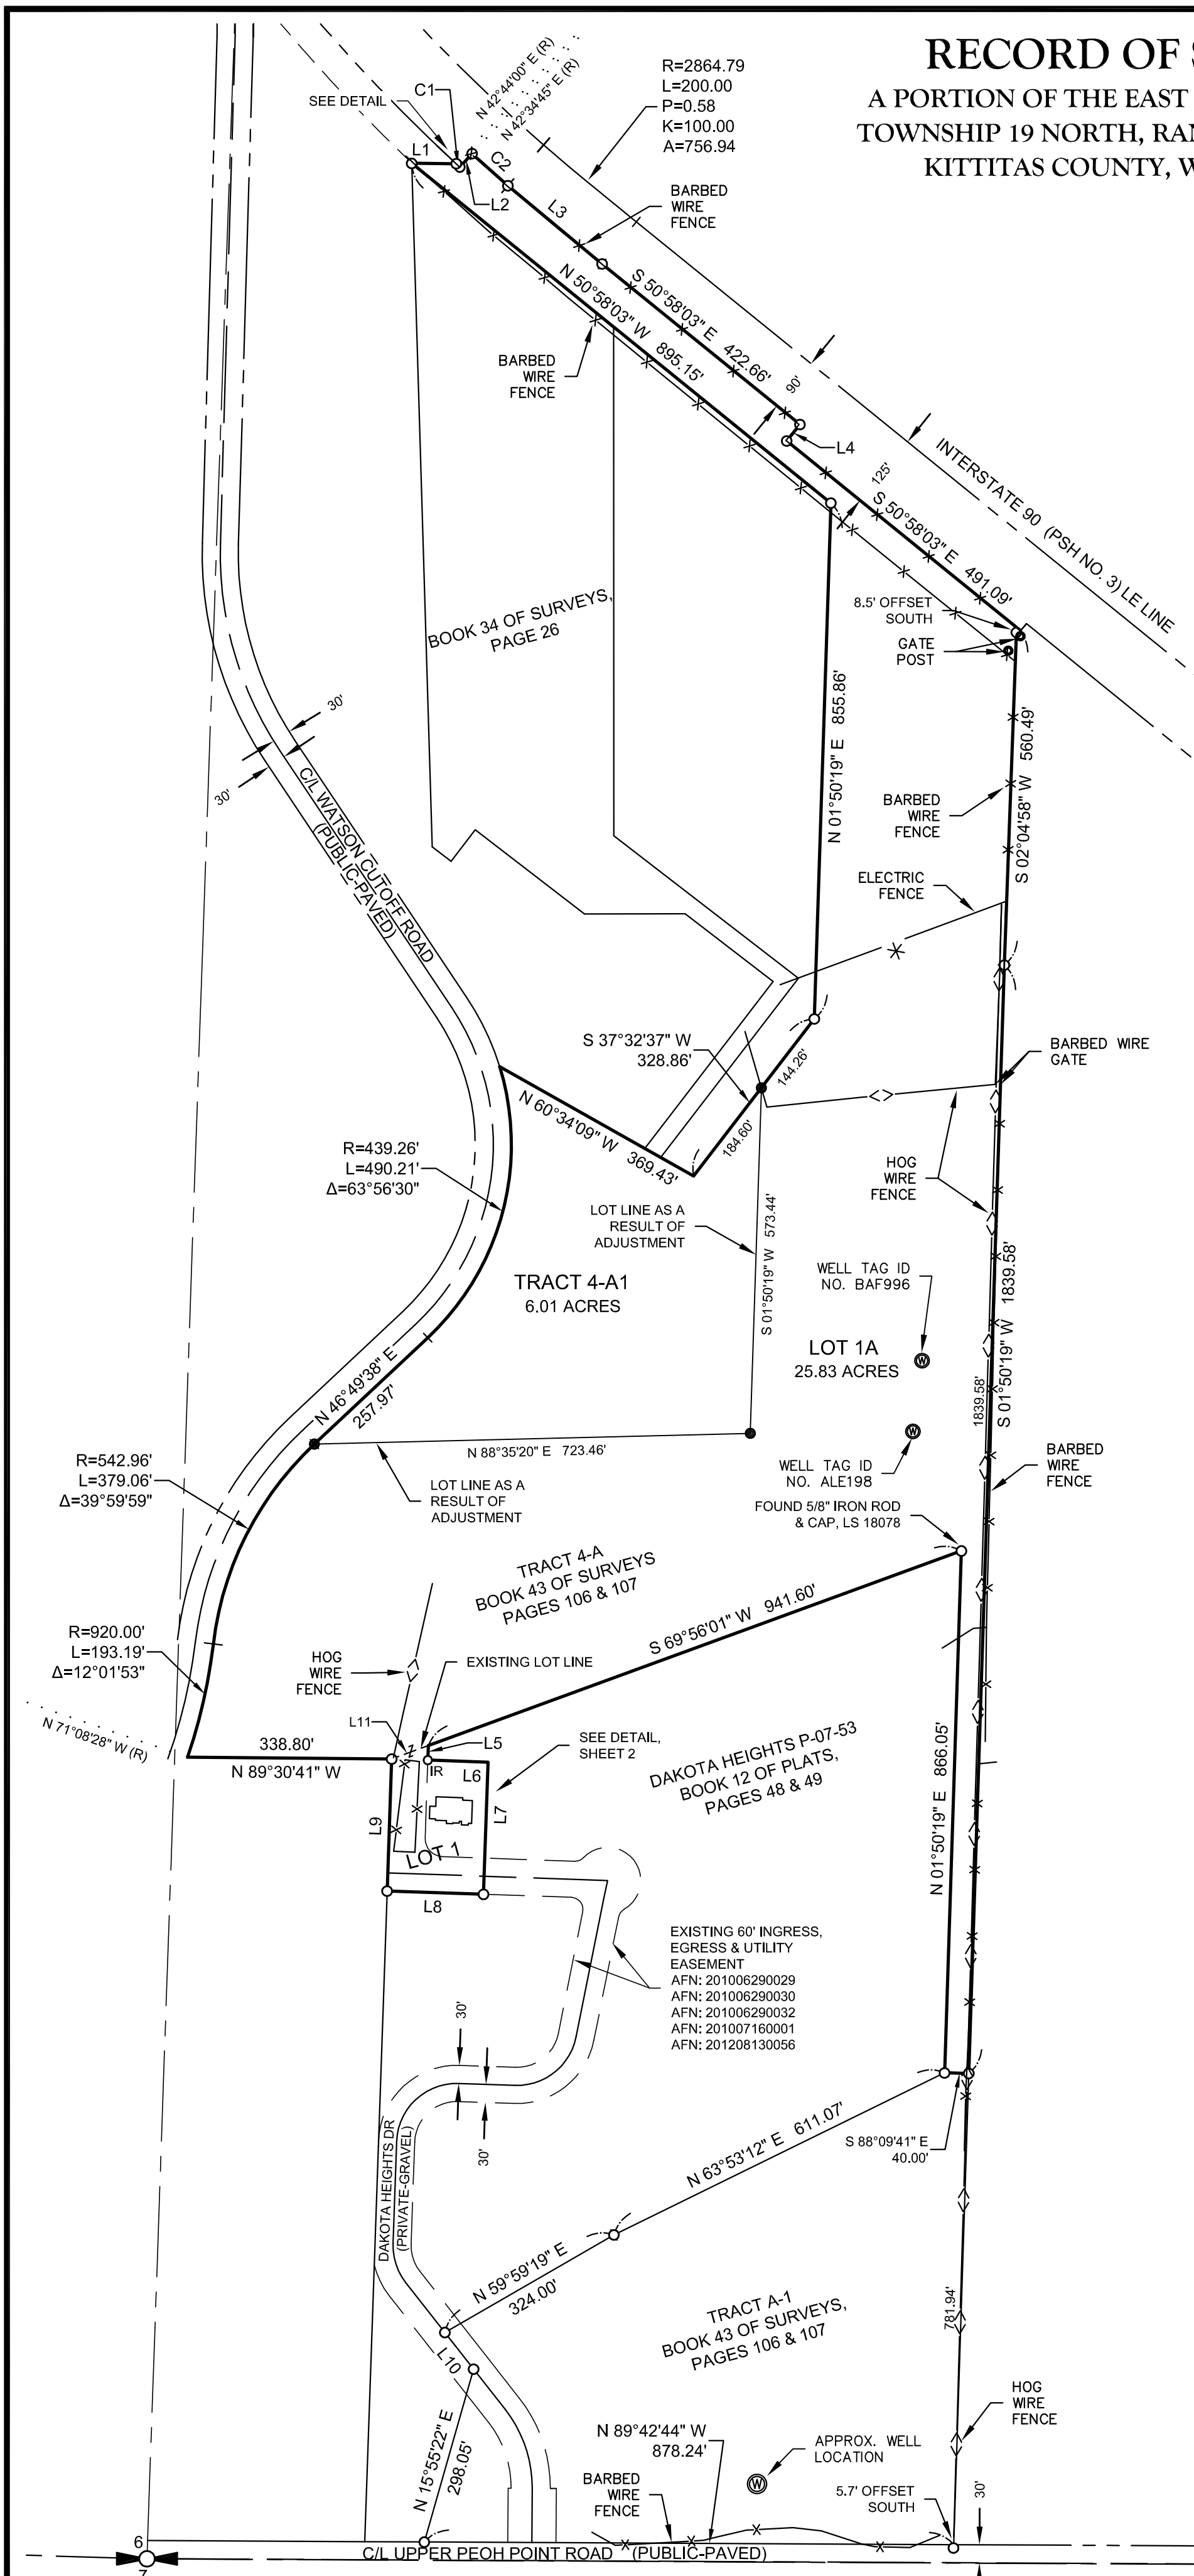 RECORD OF S
A PORTION OF THE EAST
TOWNSHIP 19 NORTH, RAN
KITTITAS COUNTY, W
N 42°44'00" E (R)
N 42°34'45" E (R)
C1
SEE DETAIL
L1
C2
L2
L3
R=2864.79
L=200.00
P=0.58
K=100.00
A=756.94
BARBED
WIRE
FENCE
S 50°58'03" E 422.66'
N 50°58'03" W 895.15'
BARBED
WIRE
FENCE
90'
L4
125'
INTERSTATE 90 (PSH NO. 3) LE LINE
S 50°58'03" E 491.09'
8.5' OFFSET
SOUTH
GATE
POST
BOOK 34 OF SURVEYS,
PAGE 26
N 01°50'19" E 855.86'
S 02°04'58" W 560.49'
30'
30'
C/L WATSON CUTOFF ROAD
(PUBLIC-PAVED)
BARBED
WIRE
FENCE
ELECTRIC
FENCE
S 37°32'37" W
328.86'
144.26'
184.60'
BARBED WIRE
GATE
N 60°34'09" W 369.43'
R=439.26'
L=490.21'
Δ=63°56'30"
HOG
WIRE
FENCE
LOT LINE AS A
RESULT OF
ADJUSTMENT
S 01°50'19" W 573.44'
WELL TAG ID
NO. BAF996
W
TRACT 4-A1
6.01 ACRES
LOT 1A
25.83 ACRES
S 01°50'19" W 1839.58'
1839.58'
N 46°49'38" E
257.97'
N 88°35'20" E 723.46'
W
WELL TAG ID
NO. ALE198
BARBED
WIRE
FENCE
R=542.96'
L=379.06'
Δ=39°59'59"
LOT LINE AS A
RESULT OF
ADJUSTMENT
FOUND 5/8" IRON ROD
& CAP, LS 18078
TRACT 4-A
BOOK 43 OF SURVEYS
PAGES 106 & 107
S 69°56'01" W 941.60'
R=920.00'
L=193.19'
Δ=12°01'53"
HOG
WIRE
FENCE
EXISTING LOT LINE
N 71°08'28" W (R)
L11
L5
338.80'
N 89°30'41" W
IR
L6
SEE DETAIL,
SHEET 2
L7
L9
LOT 1
L8
DAKOTA HEIGHTS P-07-53
BOOK 12 OF PLATS,
PAGES 48 & 49
N 01°50'19" E 866.05'
EXISTING 60' INGRESS,
EGRESS & UTILITY
EASEMENT
AFN: 201006290029
AFN: 201006290030
AFN: 201006290032
AFN: 201007160001
AFN: 201208130056
30'
30'
DAKOTA HEIGHTS DR
(PRIVATE-GRAVEL)
N 63°53'12" E 611.07'
S 88°09'41" E
40.00'
N 59°59'19" E
324.00'
L10
TRACT A-1
BOOK 43 OF SURVEYS,
PAGES 106 & 107
781.94'
HOG
WIRE
FENCE
N 15°55'22" E
298.05'
N 89°42'44" W
878.24'
APPROX. WELL
LOCATION
W
BARBED
WIRE
FENCE
5.7' OFFSET
SOUTH
30'
6
7
C/L UPPER PEOH POINT ROAD (PUBLIC-PAVED)